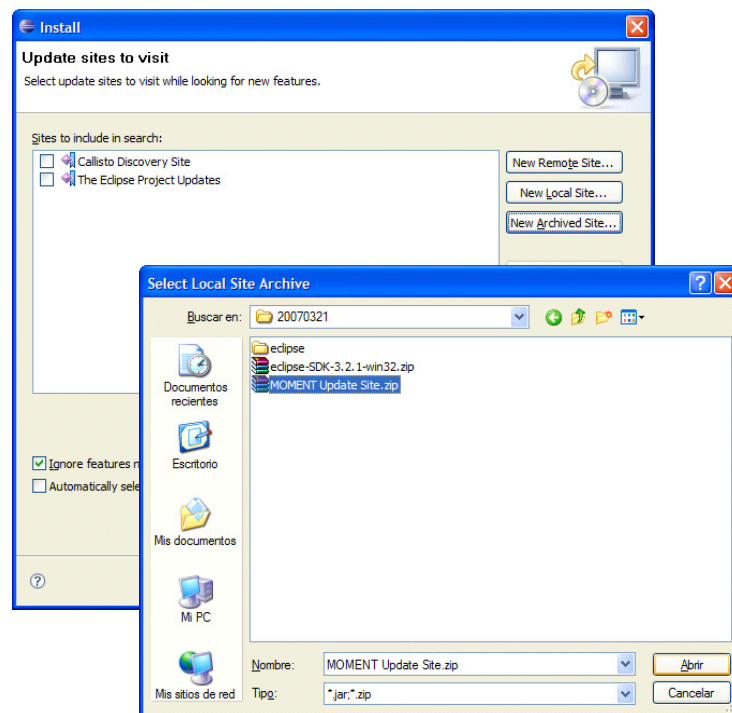 Install
Update sites to visit
Select update sites to visit while looking for new features.
Sites to include in search:
Callisto Discovery Site
The Eclipse Project Updates
New Remote Site...
New Local Site...
New Archived Site...
Ignore features
Automatically
Select Local Site Archive
Buscar en:
20070321
Documentos
recientes
Escritorio
Mis documentos
Mi PC
Mis sitios de red
eclipse
eclipse-SDK-3.2.1-win32.zip
MOMENT Update Site.zip
Nombre:
MOMENT Update Site.zip
Abrir
Tipo:
*.jar;*.zip
Cancelar